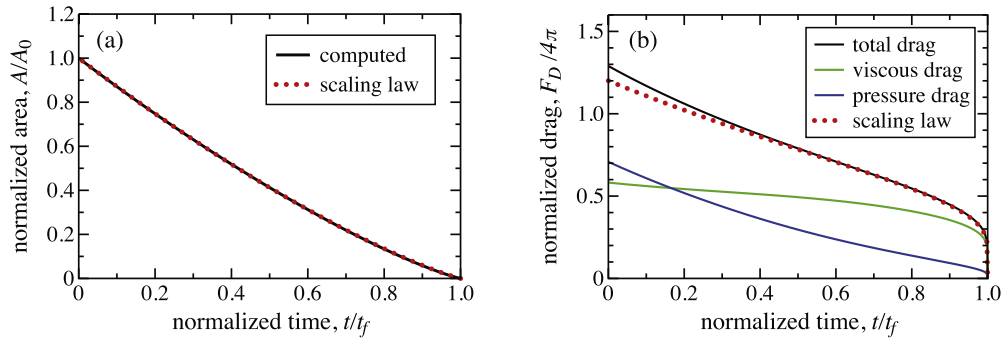 (a)
computed
scaling law
normalized area, A/A0
1.2
1.0
0.8
0.6
0.4
0.2
0
0 0.2 0.4 0.6 0.8 1.0
normalized time, t/tf
(b)
total drag
viscous drag
pressure drag
scaling law
normalized drag, FD/4π
1.5
1.0
0.5
0
0 0.2 0.4 0.6 0.8 1.0
normalized time, t/tf